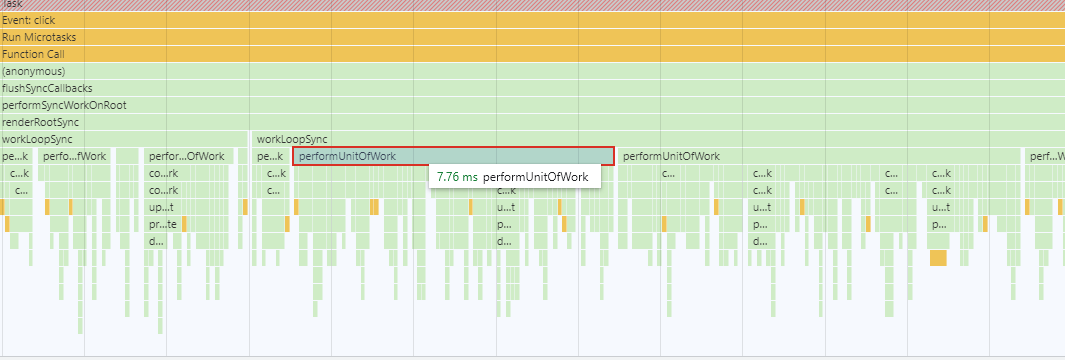 Task
Event: click
Run Microtasks
Function Call
(anonymous)
flushSyncCallbacks
performSyncWorkOnRoot
renderRootSync
workLoopSync workLoopSync
pe...k perfo...fWork perfor...OfWork pe...k performUnitOfWork performUnitOfWork perf...W
c...k co...rk c...k c... c...k c... c...k
7.76 ms performUnitOfWork
c... co...rk c... c...k c... c...k c... c...k
up...t u...t u...t u...t
pr...te p... p... p...
d... d... d...